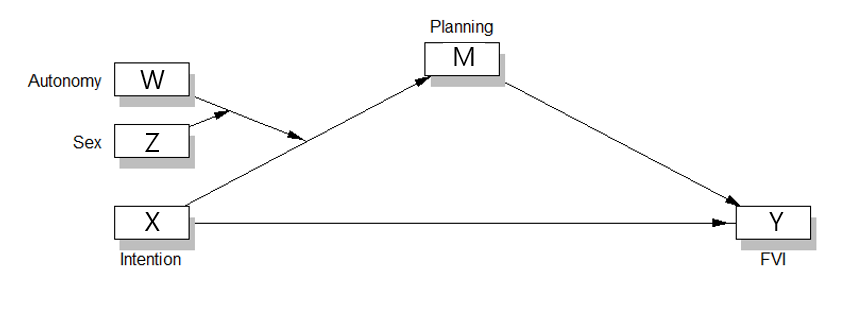 Planning
M
Autonomy
W
Sex
Z
X
Intention
Y
FVI